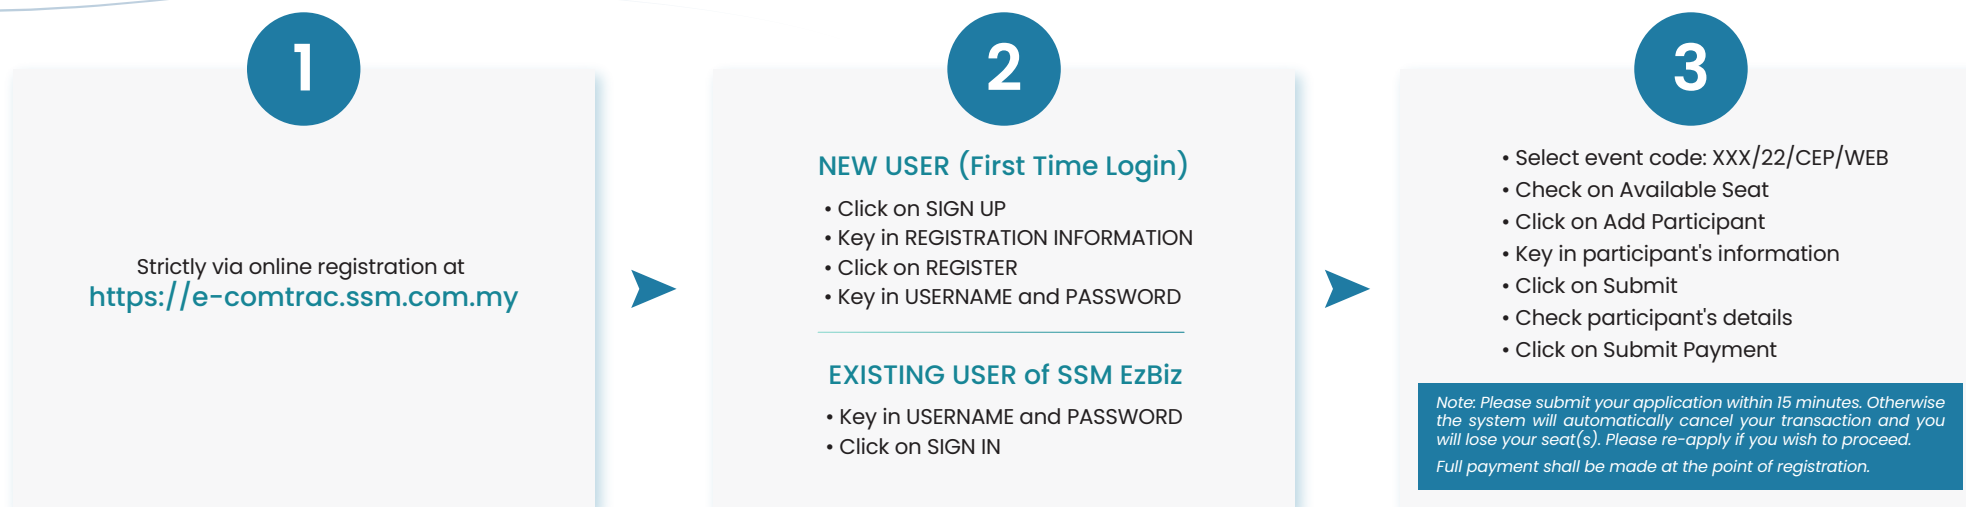 1
Strictly via online registration at
https://e-comtrac.ssm.com.my
2
NEW USER (First Time Login)
• Click on SIGN UP
• Key in REGISTRATION INFORMATION
• Click on REGISTER
• Key in USERNAME and PASSWORD
EXISTING USER of SSM EzBiz
• Key in USERNAME and PASSWORD
• Click on SIGN IN
3
• Select event code: XXX/22/CEP/WEB
• Check on Available Seat
• Click on Add Participant
• Key in participant's information
• Click on Submit
• Check participant's details
• Click on Submit Payment
Note: Please submit your application within 15 minutes. Otherwise
the system will automatically cancel your transaction and you
will lose your seat(s). Please re-apply if you wish to proceed.
Full payment shall be made at the point of registration.